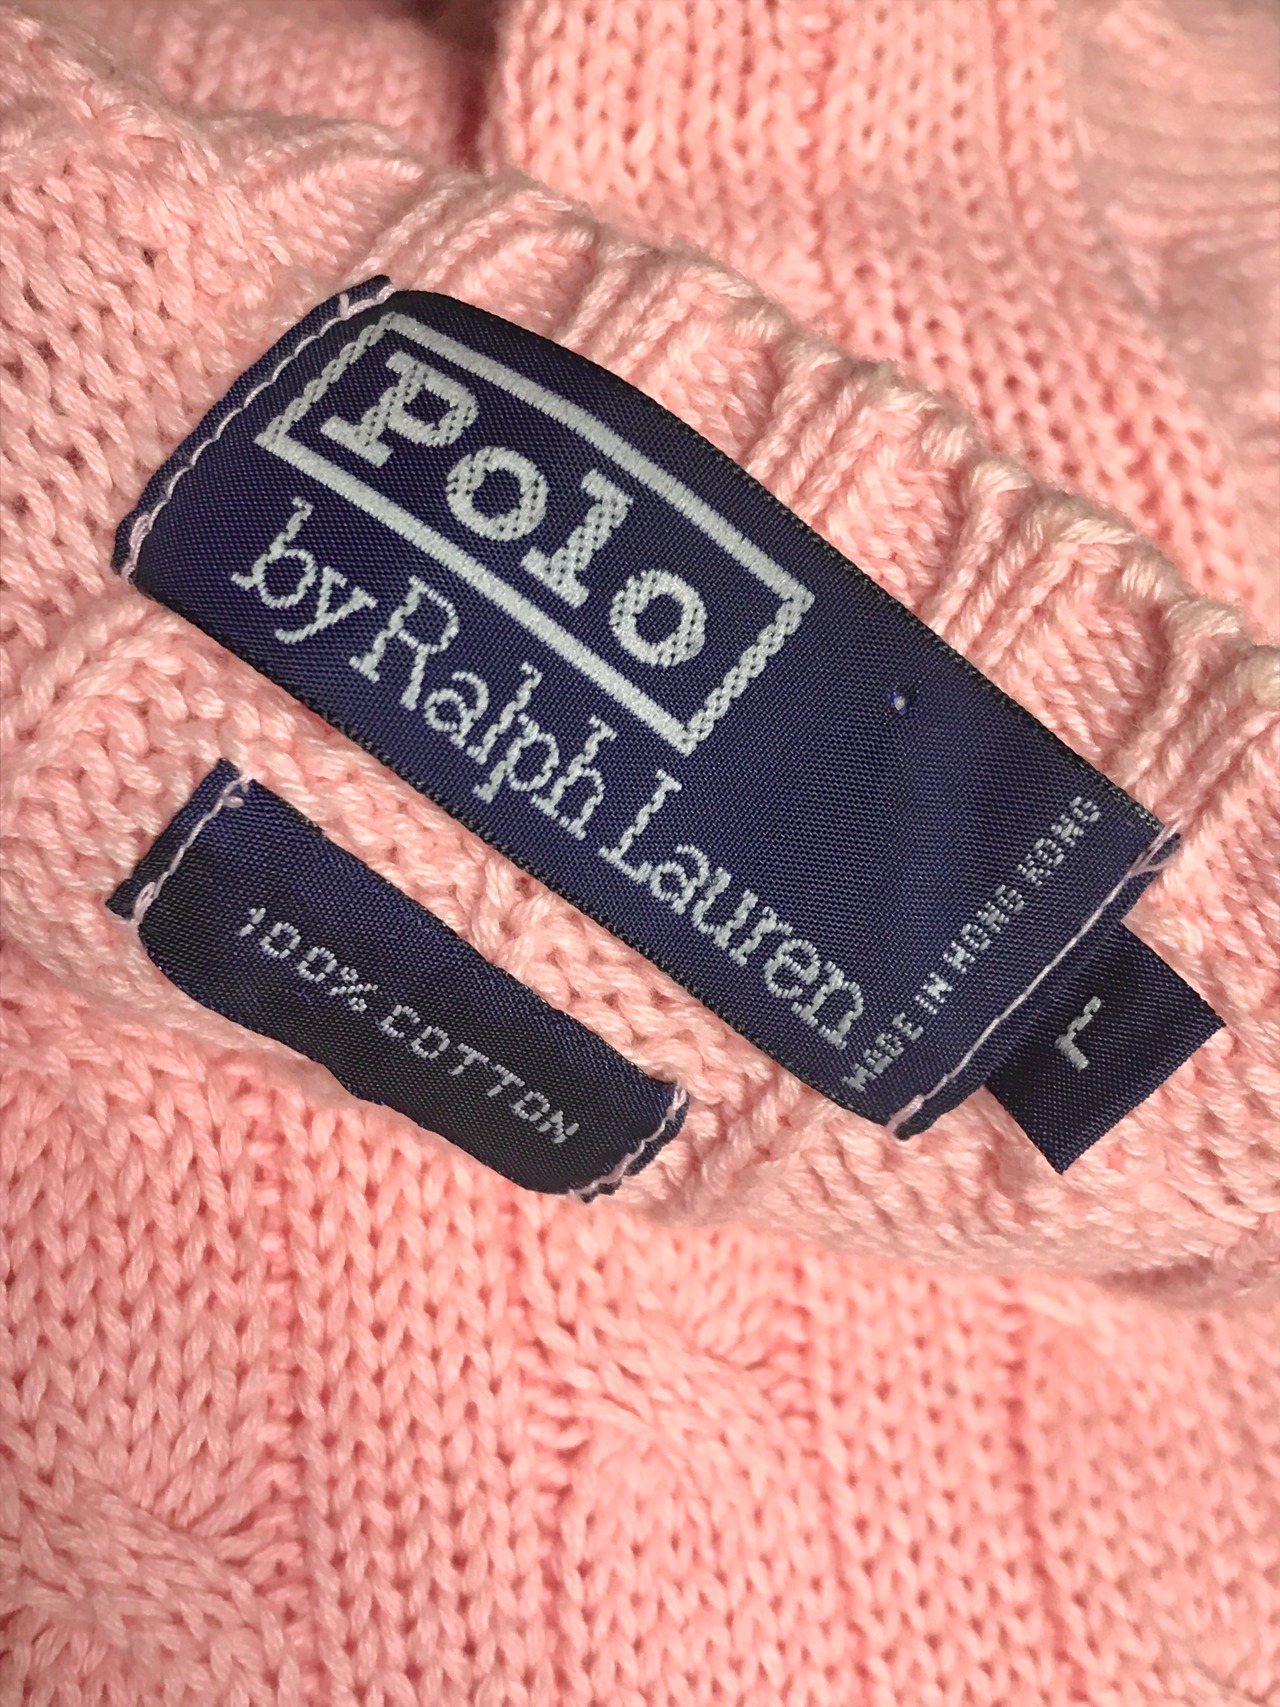 Polo
by Ralph Lauren
MADE IN HONG KONG
L
100% COTTON